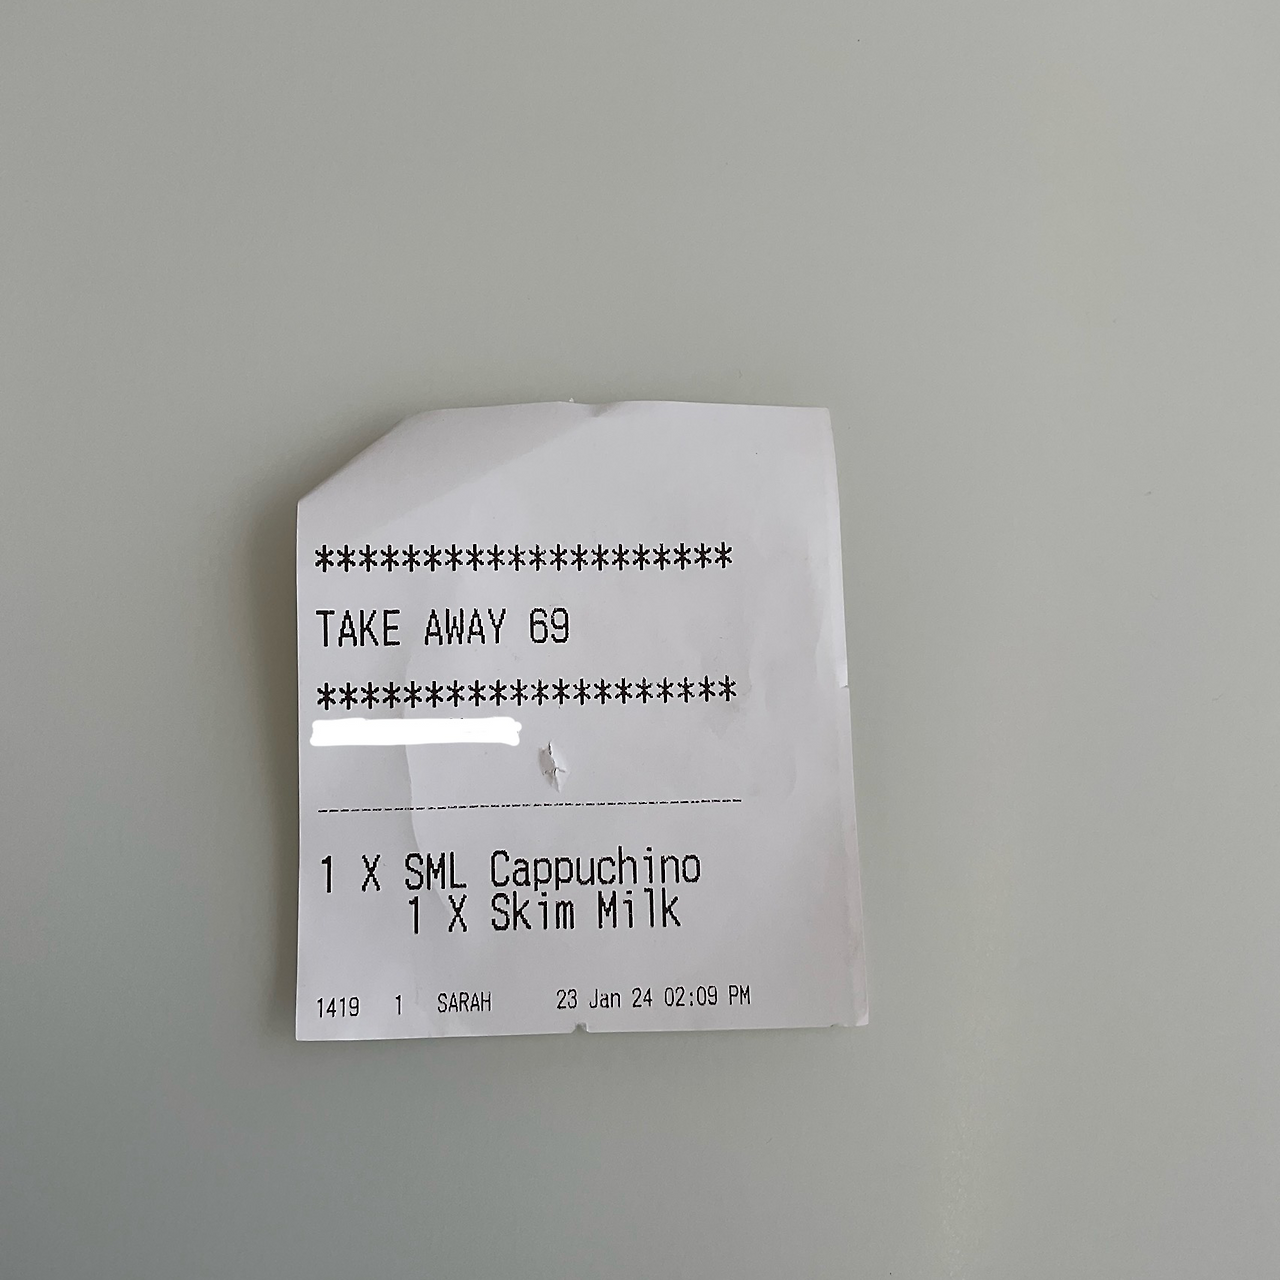 ********************
TAKE AWAY 69
********************
--------------------------------
1 X SML Cappuchino
1 X Skim Milk
1419 1 SARAH 23 Jan 24 02:09 PM